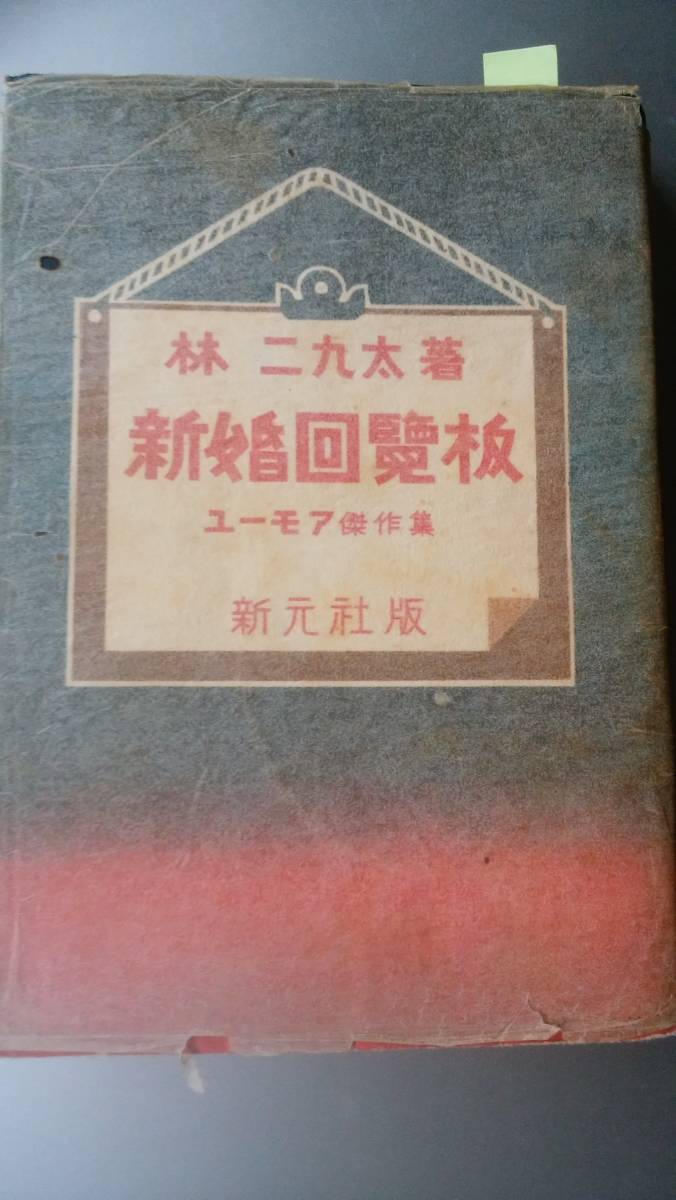 林 二九太 著
新婚回覽板
ユーモア傑作集
新元社版